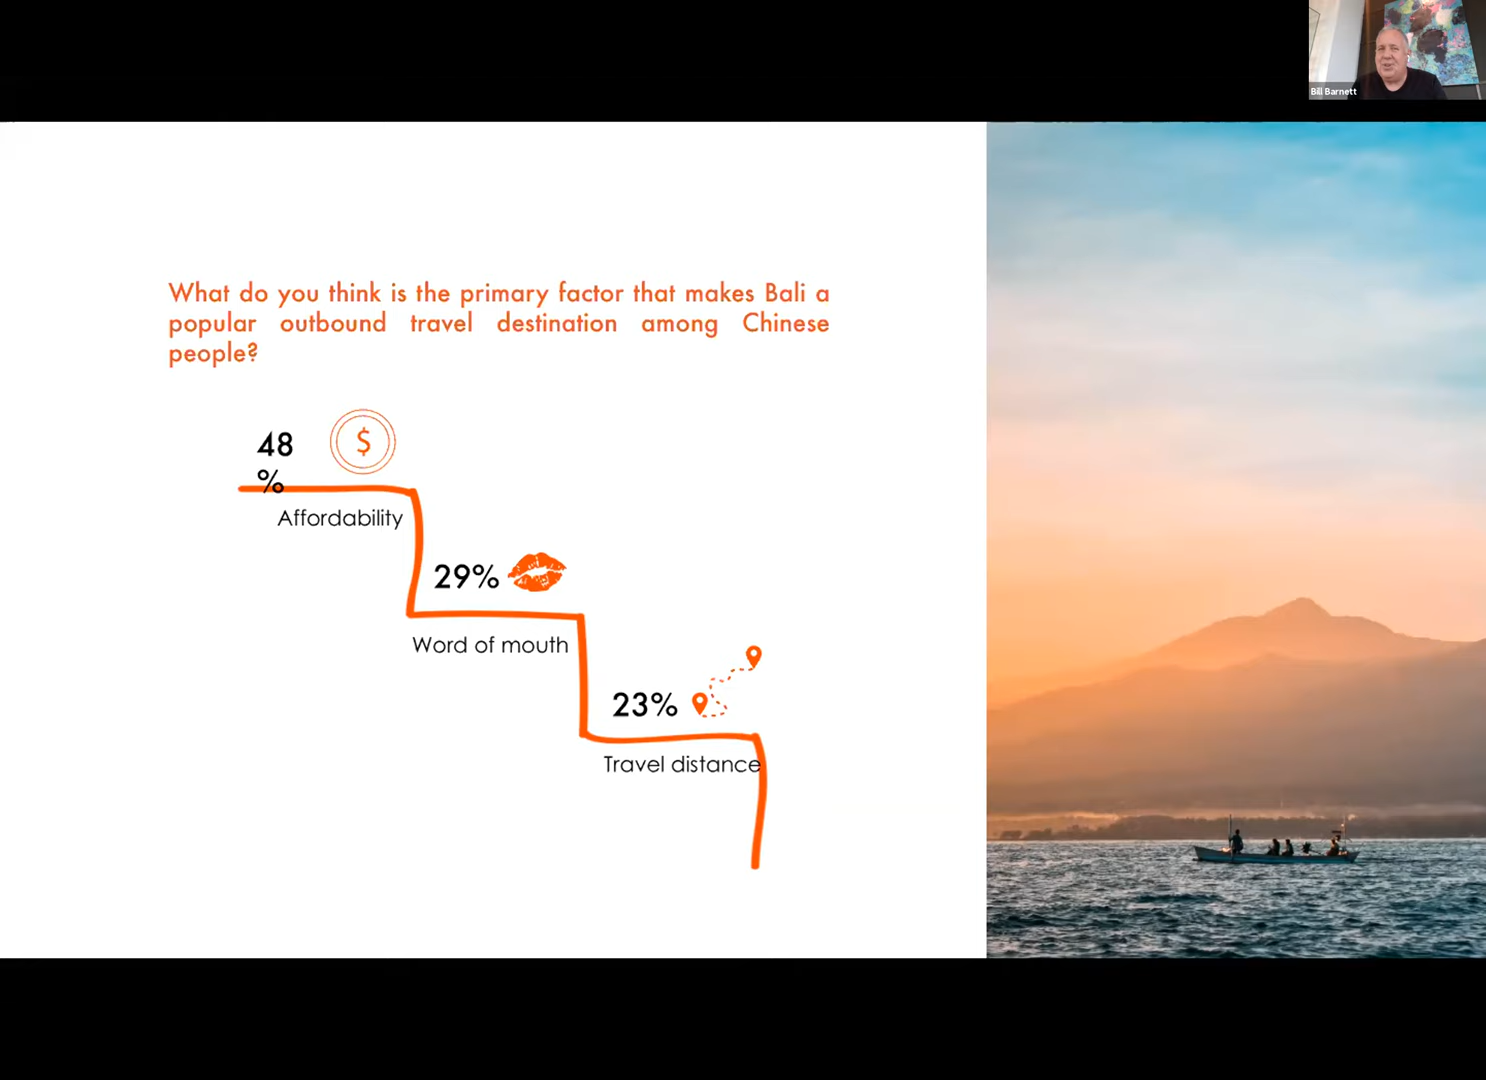 Bill Barnett
What do you think is the primary factor that makes Bali a
popular outbound travel destination among Chinese
people?
48
%
$
Affordability
29%
Word of mouth
23%
Travel distance